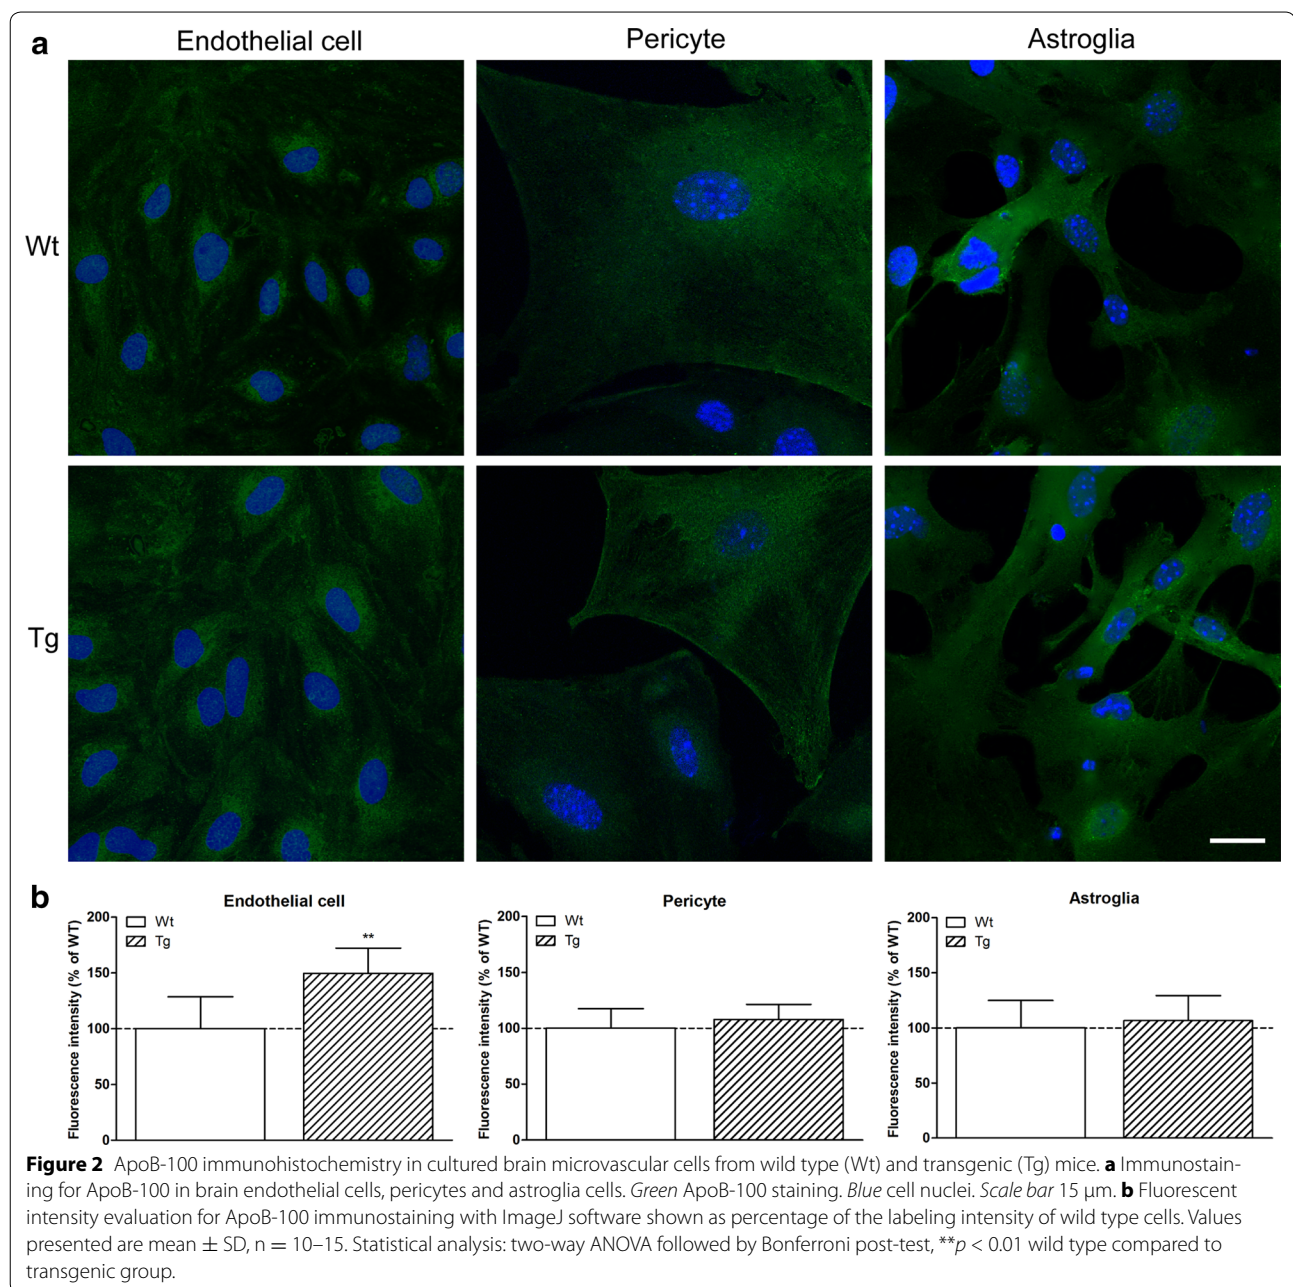 a
Endothelial cell
Pericyte
Astroglia
Wt
Tg
b
Endothelial cell
Fluorescence intensity (% of WT)
200
150
100
50
0
Wt
Tg
**
Pericyte
Fluorescence intensity (% of WT)
200
150
100
50
0
Wt
Tg
Astroglia
Fluorescence intensity (% of WT)
200
150
100
50
0
Wt
Tg
Figure 2 ApoB-100 immunohistochemistry in cultured brain microvascular cells from wild type (Wt) and transgenic (Tg) mice. a Immunostain-
ing for ApoB-100 in brain endothelial cells, pericytes and astroglia cells. Green ApoB-100 staining. Blue cell nuclei. Scale bar 15 µm. b Fluorescent
intensity evaluation for ApoB-100 immunostaining with ImageJ software shown as percentage of the labeling intensity of wild type cells. Values
presented are mean ± SD, n = 10–15. Statistical analysis: two-way ANOVA followed by Bonferroni post-test, **p < 0.01 wild type compared to
transgenic group.